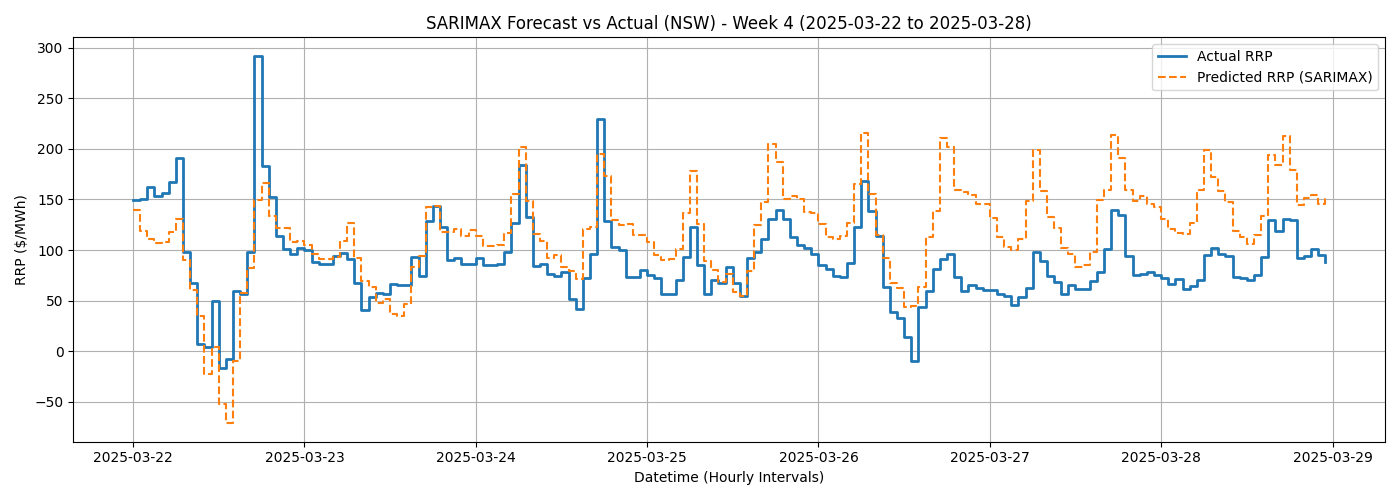 SARIMAX Forecast vs Actual (NSW) - Week 4 (2025-03-22 to 2025-03-28)
Actual RRP
Predicted RRP (SARIMAX)
RRP ($/MWh)
300
250
200
150
100
50
0
−50
2025-03-22 2025-03-23 2025-03-24 2025-03-25 2025-03-26 2025-03-27 2025-03-28 2025-03-29
Datetime (Hourly Intervals)